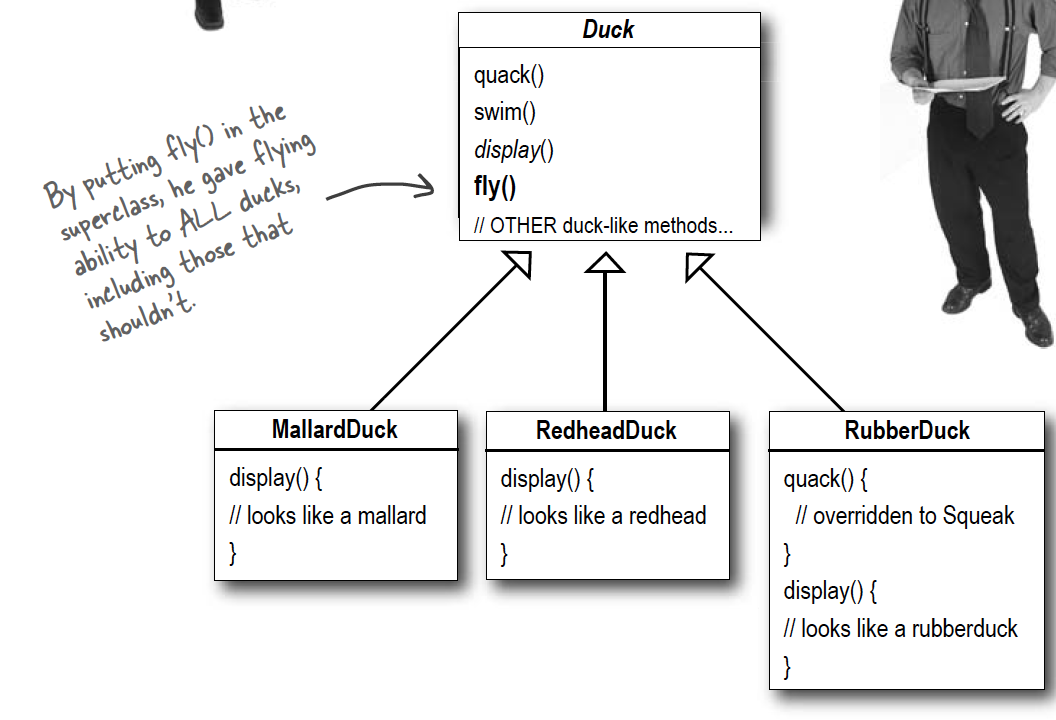 Duck
quack()
swim()
display()
fly()
// OTHER duck-like methods...
By putting fly() in the
superclass, he gave flying
ability to ALL ducks,
including those that
shouldn't.
MallardDuck
display() {
// looks like a mallard
}
RedheadDuck
display() {
// looks like a redhead
}
RubberDuck
quack() {
// overridden to Squeak
}
display() {
// looks like a rubberduck
}